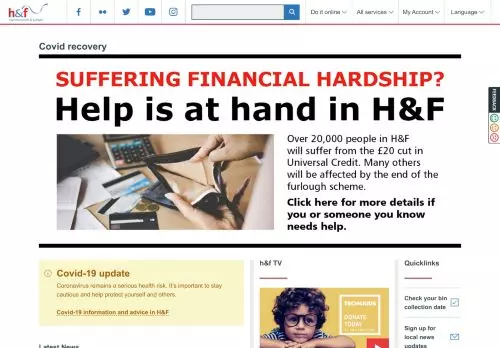 h&f
Do it online
All services
My Account
Language
FEEDBACK
Covid recovery
SUFFERING FINANCIAL HARDSHIP?
Help is at hand in H&F
Over 20,000 people in H&F
will suffer from the £20 cut in
Universal Credit. Many others
will be affected by the end of the
furlough scheme.
Click here for more details if
you or someone you know
needs help.
Covid-19 update
Coronavirus remains a serious health risk. It's important to stay
cautious and help protect yourself and others.
Covid-19 information and advice in H&F
Latest News
h&f TV
TECH4KIDS
DONATE
TODAY
Quicklinks
Check your bin
collection date
Sign up for
local news
updates